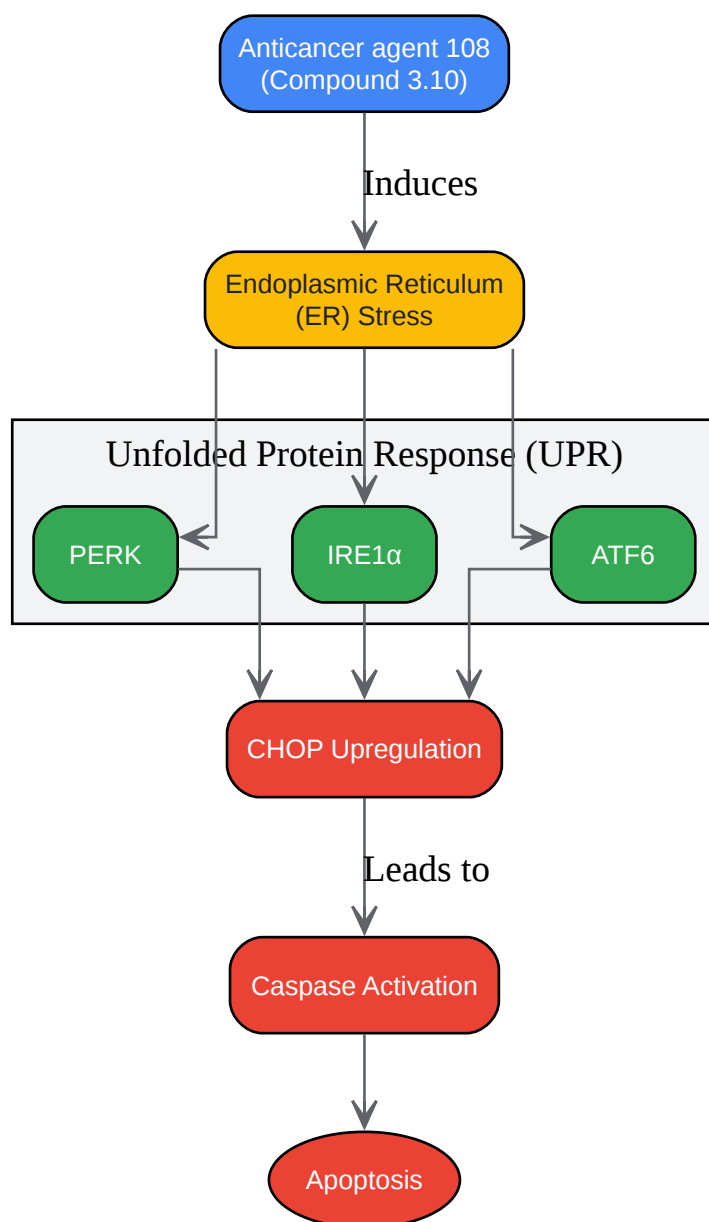 Anticancer agent 108
(Compound 3.10)
Induces
Endoplasmic Reticulum
(ER) Stress
Unfolded Protein Response (UPR)
PERK
IRE1α
ATF6
CHOP Upregulation
Leads to
Caspase Activation
Apoptosis